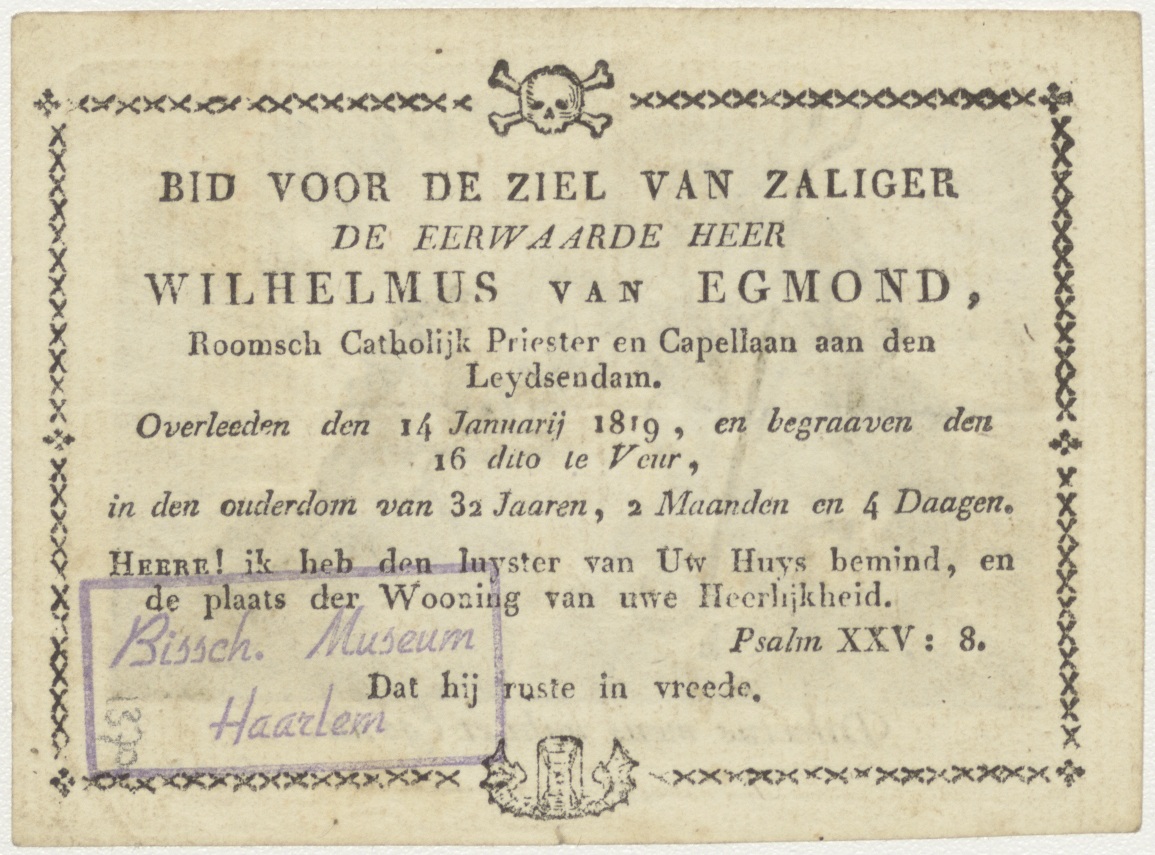 BID VOOR DE ZIEL VAN ZALIGER
DE EERWAARDE HEER
WILHELMUS VAN EGMOND,
Roomsch Catholijk Priester en Capellaan aan den
Leydsendam.
Overleeden den 14 Januarij 1819, en begraaven den
16 dito te Veur,
in den ouderdom van 32 Jaaren, 2 Maanden en 4 Daagen.
HEERE! ik heb den luyster van Uw Huys bemind, en
de plaats der Wooning van uwe Heerlijkheid.
Psalm XXV: 8.
Dat hij ruste in vreede.
Bissch. Museum
Haarlem